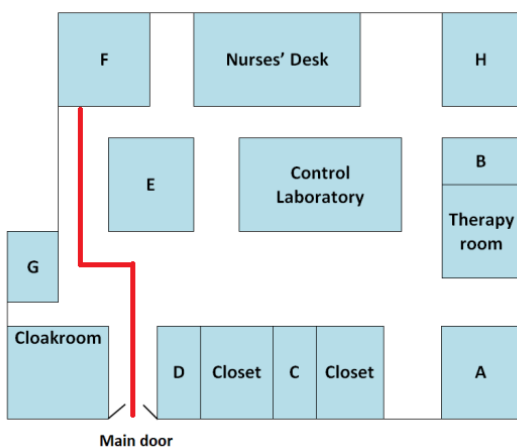 F
Nurses' Desk
H
E
Control
Laboratory
B
Therapy
room
G
Cloakroom
D
Closet
C
Closet
A
Main door